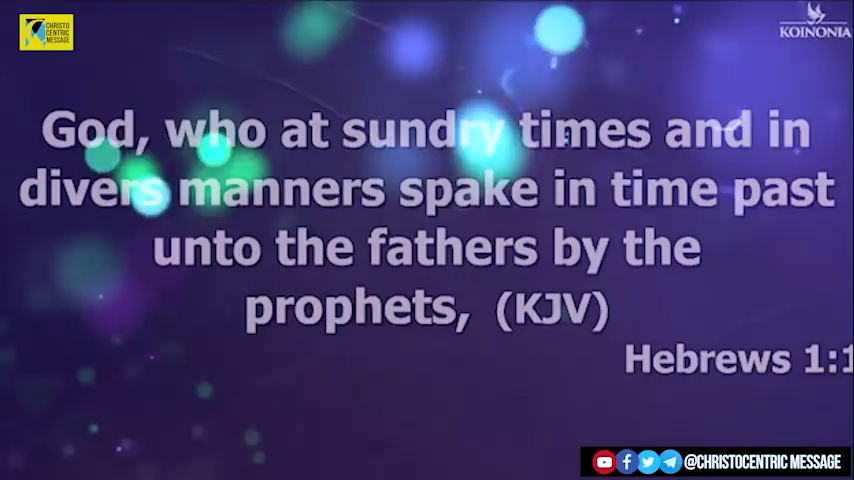 CHRISTO
CENTRIC
MESSAGE
KOINONIA
God, who at sundry times and in
divers manners spake in time past
unto the fathers by the
prophets, (KJV)
Hebrews 1:1
@CHRISTOCENTRIC MESSAGE